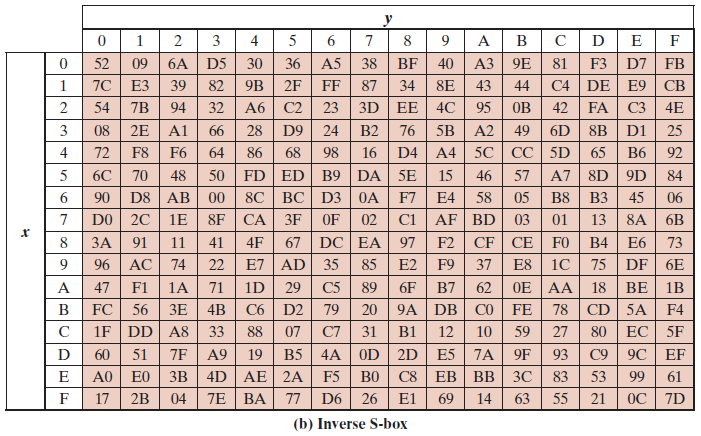 y
0 1 2 3 4 5 6 7 8 9 A B C D E F
0 52 09 6A D5 30 36 A5 38 BF 40 A3 9E 81 F3 D7 FB
1 7C E3 39 82 9B 2F FF 87 34 8E 43 44 C4 DE E9 CB
2 54 7B 94 32 A6 C2 23 3D EE 4C 95 0B 42 FA C3 4E
3 08 2E A1 66 28 D9 24 B2 76 5B A2 49 6D 8B D1 25
4 72 F8 F6 64 86 68 98 16 D4 A4 5C CC 5D 65 B6 92
5 6C 70 48 50 FD ED B9 DA 5E 15 46 57 A7 8D 9D 84
6 90 D8 AB 00 8C BC D3 0A F7 E4 58 05 B8 B3 45 06
7 D0 2C 1E 8F CA 3F 0F 02 C1 AF BD 03 01 13 8A 6B
x
8 3A 91 11 41 4F 67 DC EA 97 F2 CF CE F0 B4 E6 73
9 96 AC 74 22 E7 AD 35 85 E2 F9 37 E8 1C 75 DF 6E
A 47 F1 1A 71 1D 29 C5 89 6F B7 62 0E AA 18 BE 1B
B FC 56 3E 4B C6 D2 79 20 9A DB C0 FE 78 CD 5A F4
C 1F DD A8 33 88 07 C7 31 B1 12 10 59 27 80 EC 5F
D 60 51 7F A9 19 B5 4A 0D 2D E5 7A 9F 93 C9 9C EF
E A0 E0 3B 4D AE 2A F5 B0 C8 EB BB 3C 83 53 99 61
F 17 2B 04 7E BA 77 D6 26 E1 69 14 63 55 21 0C 7D
(b) Inverse S-box